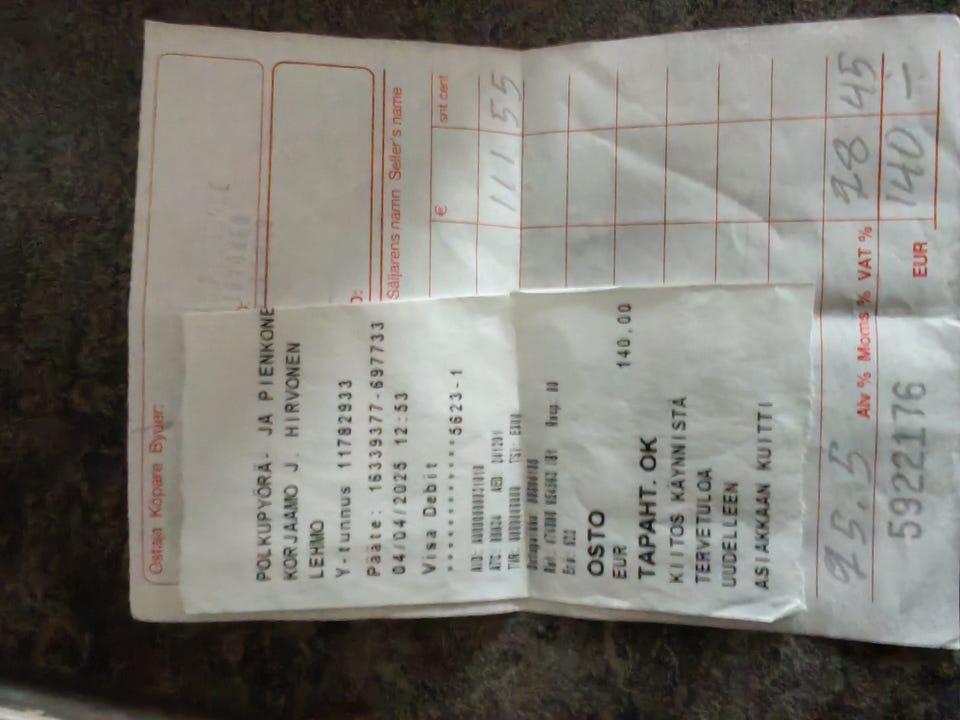 Ostaja Köpare Buyer:
Säljarens namn Seller's name
€ snt cent
111 55
25,5 Alv % Moms % VAT % 28 45
EUR 140 —
59221176
POLKUPYÖRÄ- JA PIENKONE
KORJAAMO J. HIRVONEN
LEHMO
Y-tunnus 11782933
Pääte: 16339377-697733
04/04/2025 12:53
Visa Debit
************5623-1
OSTO
EUR 140,00
TAPAHT. OK
KIITOS KÄYNNISTÄ
TERVETULOA
UUDELLEEN
ASIAKKAAN KUITTI